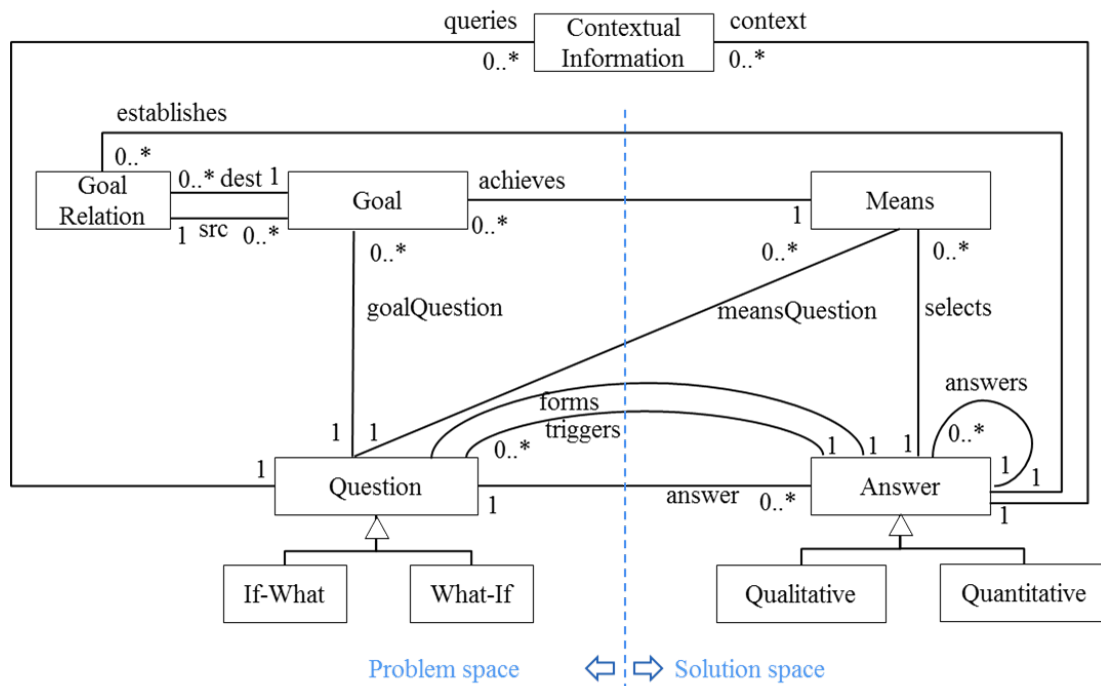 queries
Contextual
Information
context
0..*
0..*
establishes
0..*
Goal
Relation
0..* dest 1
1 src 0..*
Goal
achieves
0..*
1
Means
0..*
goalQuestion
0..*
meansQuestion
0..*
selects
answers
forms
triggers
0..*
0..*
1
1
1
1
1
1
1
1
Question
1
answer
0..*
Answer
1
If-What
What-If
Qualitative
Quantitative
Problem space
Solution space